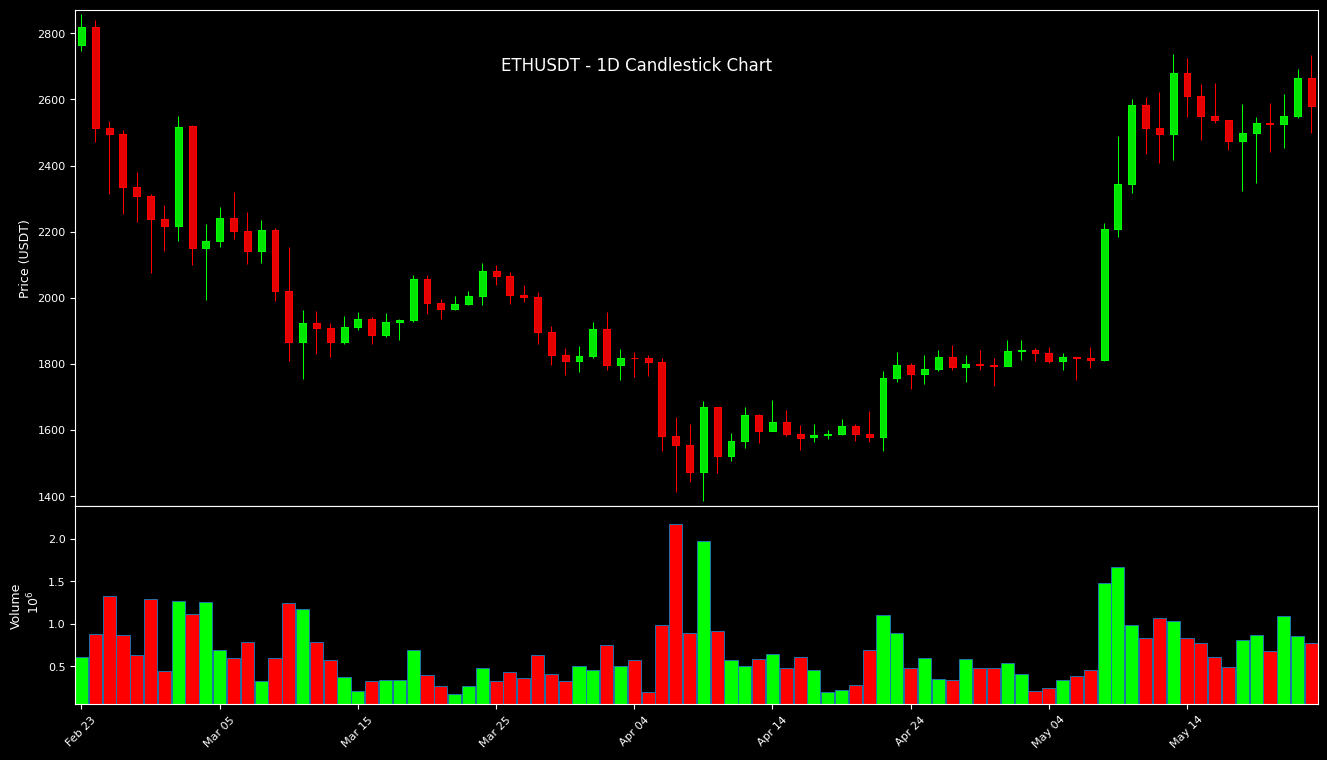 ETHUSDT - 1D Candlestick Chart
Price (USDT)
2800
2600
2400
2200
2000
1800
1600
1400
Volume
10^6
2.0
1.5
1.0
0.5
Feb 23
Mar 05
Mar 15
Mar 25
Apr 04
Apr 14
Apr 24
May 04
May 14